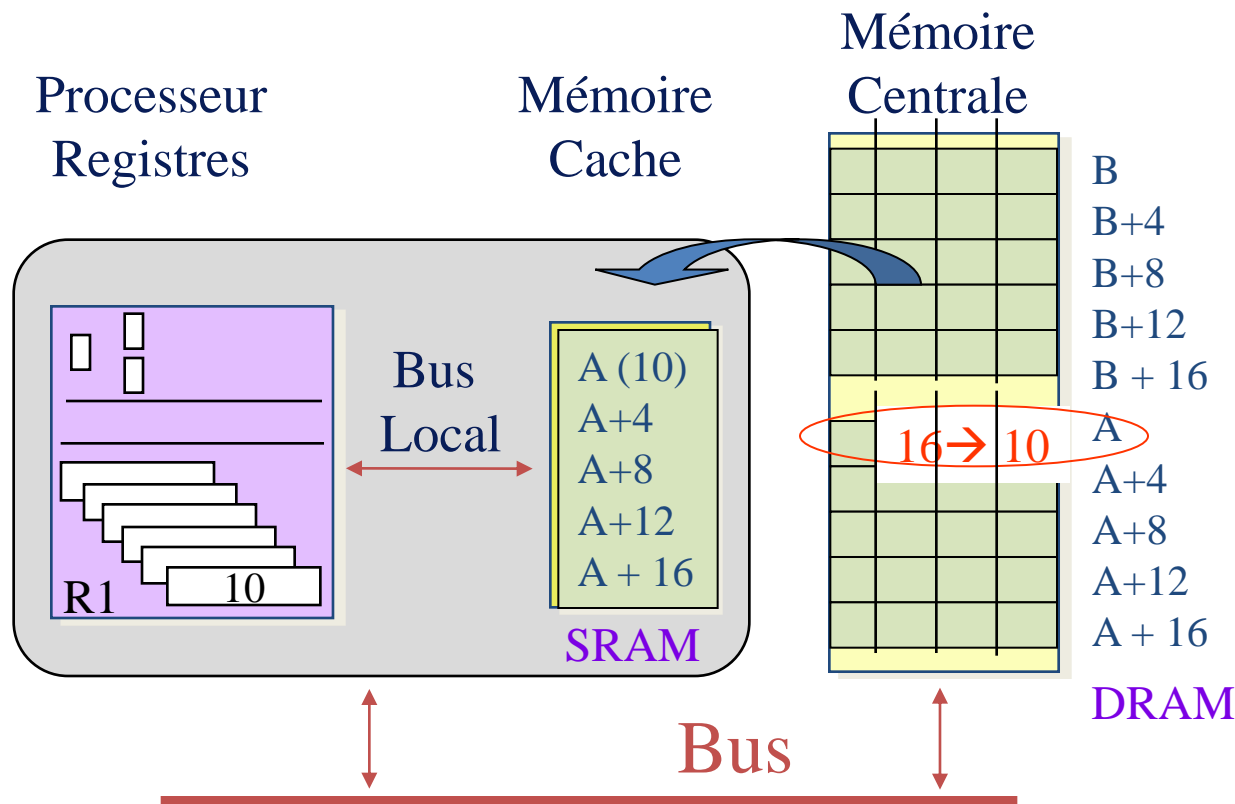 Processeur
Registres
Mémoire
Cache
Mémoire
Centrale
B
B+4
B+8
B+12
B + 16
A
A+4
A+8
A+12
A + 16
DRAM
16→ 10
Bus
Local
A (10)
A+4
A+8
A+12
A + 16
SRAM
R1
10
Bus